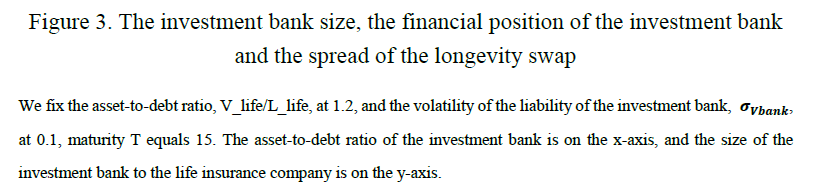 Figure 3. The investment bank size, the financial position of the investment bank
and the spread of the longevity swap
We fix the asset-to-debt ratio, V_life/L_life, at 1.2, and the volatility of the liability of the investment bank, σ_Vbank,
at 0.1, maturity T equals 15. The asset-to-debt ratio of the investment bank is on the x-axis, and the size of the
investment bank to the life insurance company is on the y-axis.